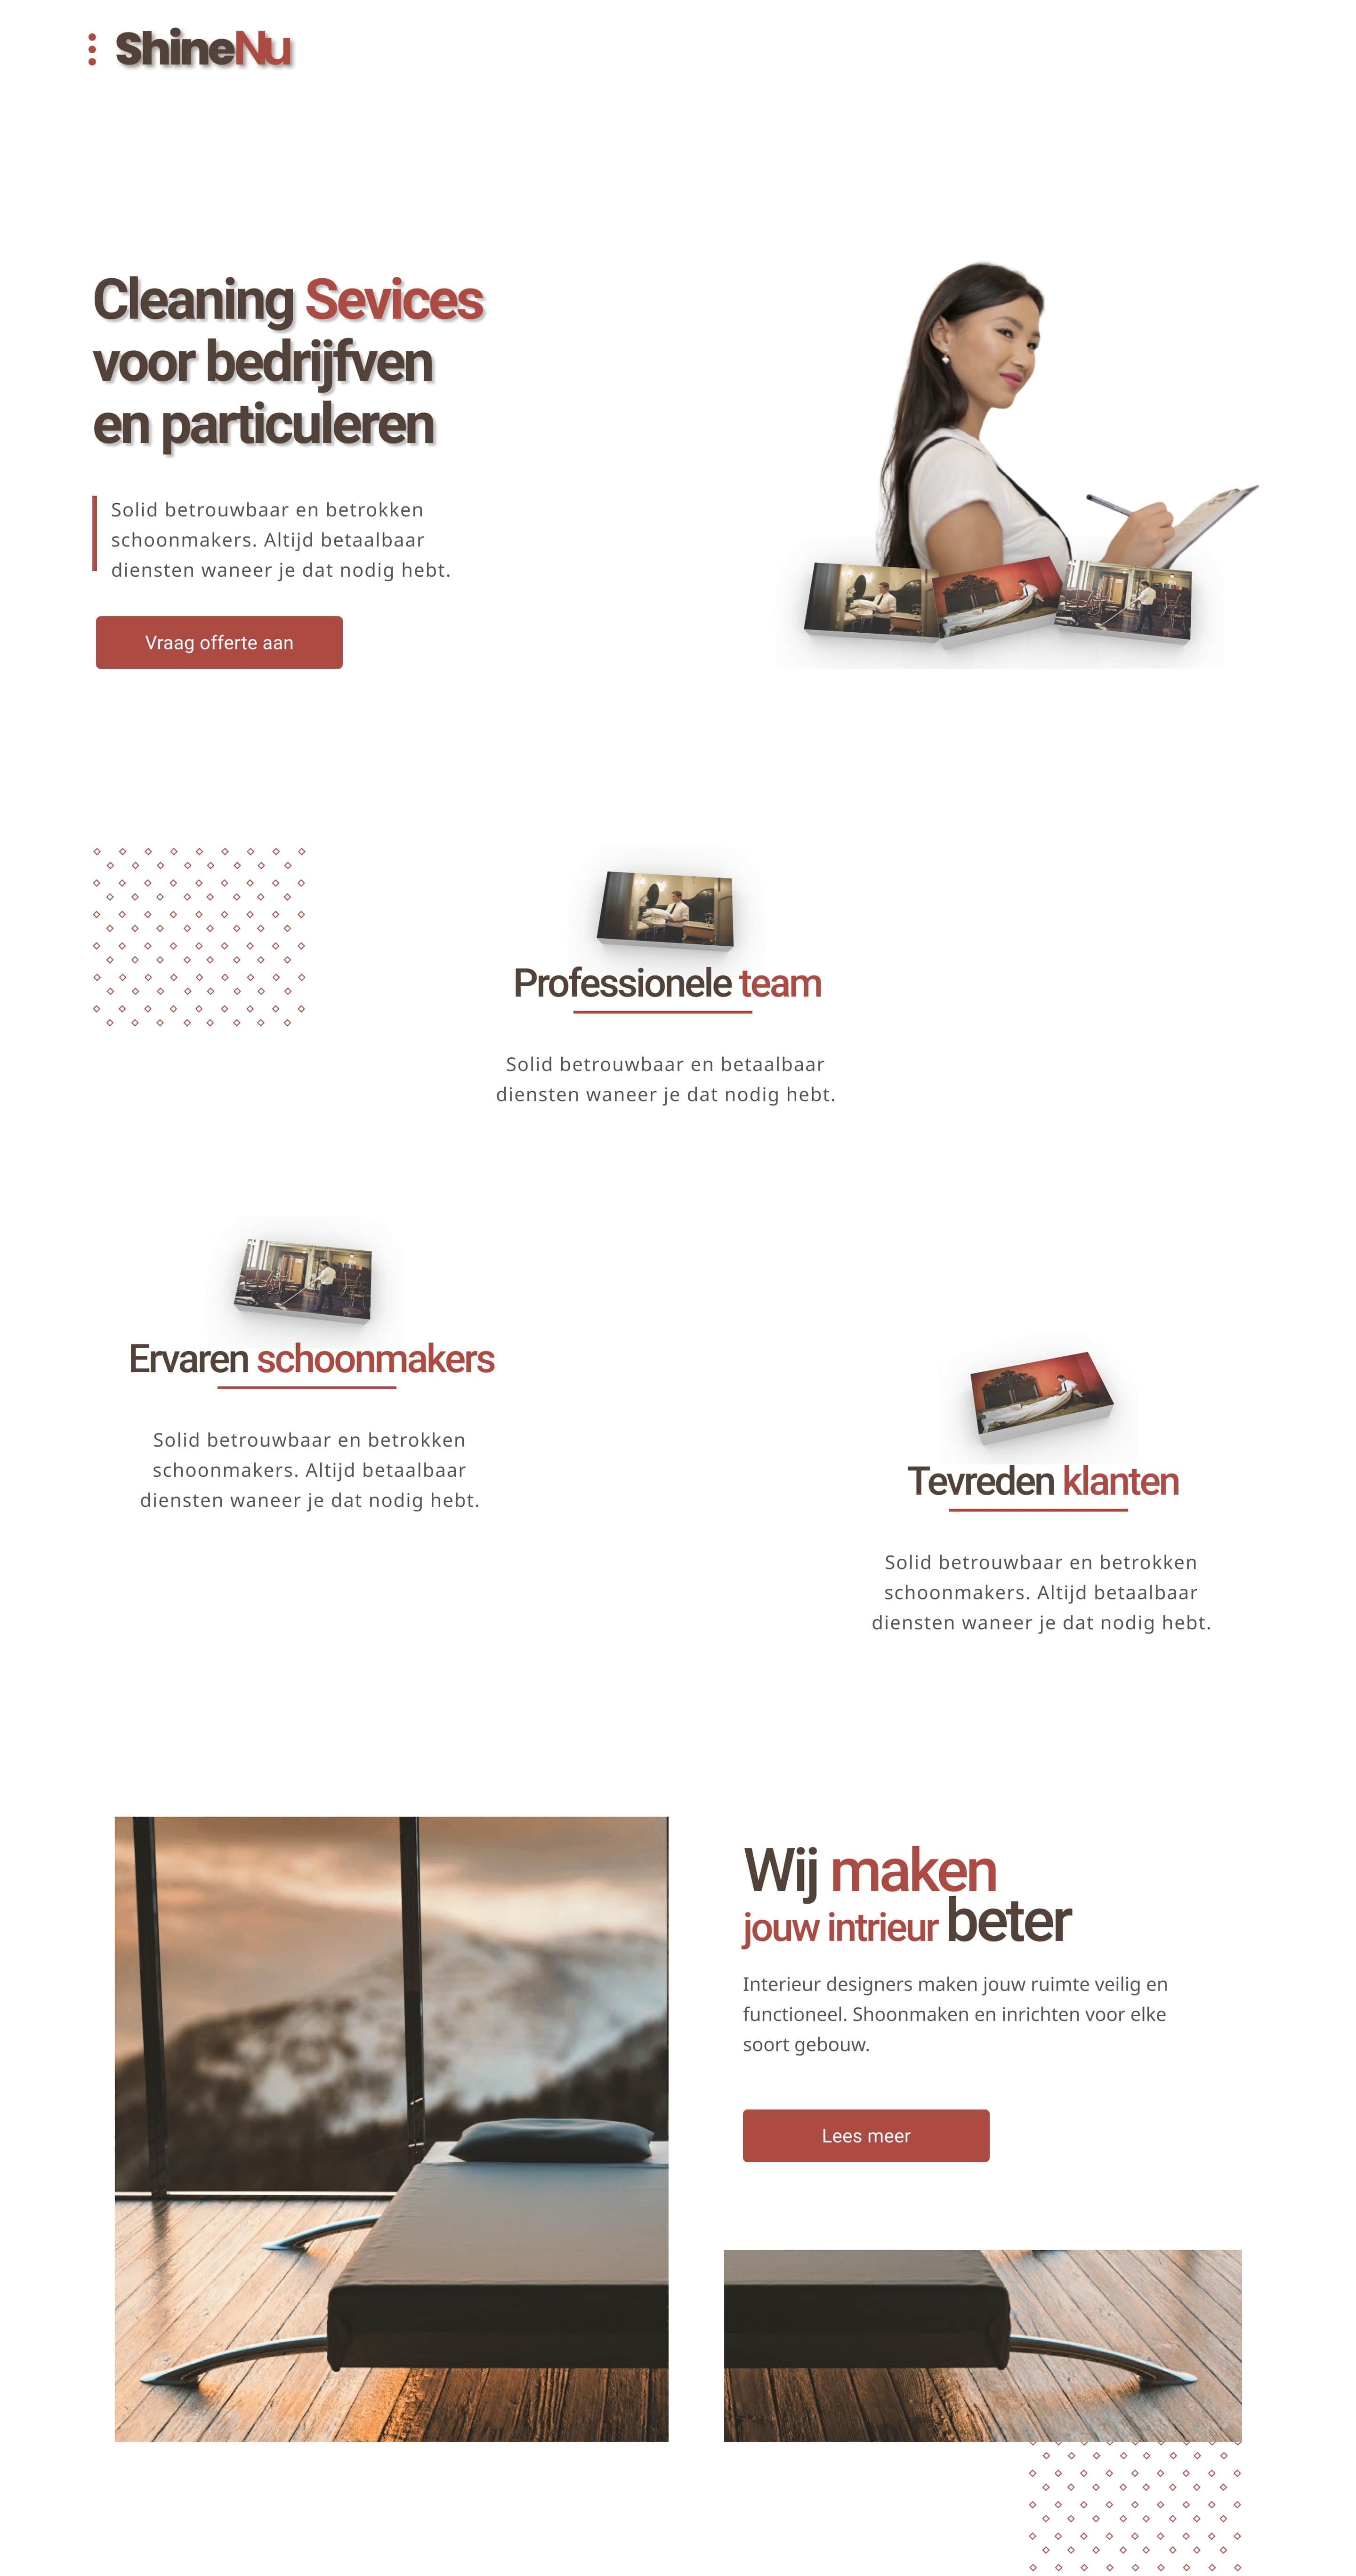 ShineNu
Cleaning Sevices
voor bedrijfven
en particuleren
Solid betrouwbaar en betrokken
schoonmakers. Altijd betaalbaar
diensten waneer je dat nodig hebt.
Vraag offerte aan
Professionele team
Solid betrouwbaar en betaalbaar
diensten waneer je dat nodig hebt.
Ervaren schoonmakers
Solid betrouwbaar en betrokken
schoonmakers. Altijd betaalbaar
diensten waneer je dat nodig hebt.
Tevreden klanten
Solid betrouwbaar en betrokken
schoonmakers. Altijd betaalbaar
diensten waneer je dat nodig hebt.
Wij maken
jouw intrieur beter
Interieur designers maken jouw ruimte veilig en
functioneel. Shoonmaken en inrichten voor elke
soort gebouw.
Lees meer